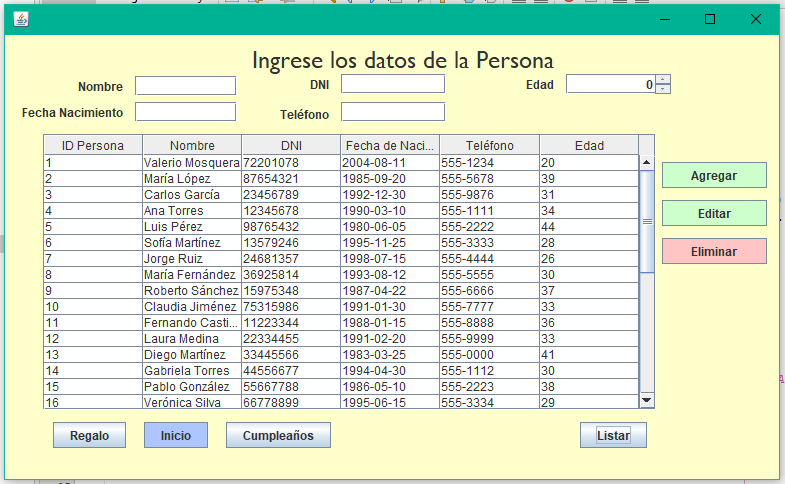 Ingrese los datos de la Persona
Nombre DNI Edad 0
Fecha Nacimiento Teléfono
ID Persona Nombre DNI Fecha de Naci... Teléfono Edad
1 Valerio Mosquera 72201078 2004-08-11 555-1234 20
2 María López 87654321 1985-09-20 555-5678 39
3 Carlos García 23456789 1992-12-30 555-9876 31
4 Ana Torres 12345678 1990-03-10 555-1111 34
5 Luis Pérez 98765432 1980-06-05 555-2222 44
6 Sofía Martínez 13579246 1995-11-25 555-3333 28
7 Jorge Ruiz 24681357 1998-07-15 555-4444 26
8 María Fernández 36925814 1993-08-12 555-5555 30
9 Roberto Sánchez 15975348 1987-04-22 555-6666 37
10 Claudia Jiménez 75315986 1991-01-30 555-7777 33
11 Fernando Casti... 11223344 1988-01-15 555-8888 36
12 Laura Medina 22334455 1991-02-20 555-9999 33
13 Diego Martínez 33445566 1983-03-25 555-0000 41
14 Gabriela Torres 44556677 1994-04-30 555-1112 30
15 Pablo González 55667788 1986-05-10 555-2223 38
16 Verónica Silva 66778899 1995-06-15 555-3334 29
Agregar
Editar
Eliminar
Regalo Inicio Cumpleaños Listar